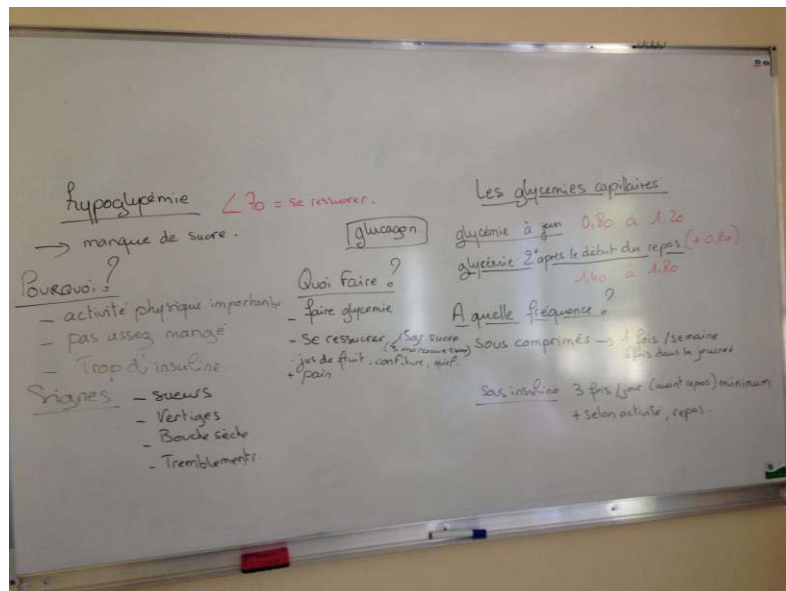 hypoglycémie < 70 = se ressucrer.
→ manque de sucre.
Pourquoi?
- activité physique importante
- pas assez mangé
- Trop d'insuline
Signes - sueurs
- Vertiges
- Bouche sèche
- Tremblements
glucagon
Quoi Faire?
- faire glycemie
- se ressucrer 15g sucre
(3 morceaux
jus de fruit, confiture, miel.
+ pain
Les glycemies capillaires
glycémie à jeun 0,80 à 1,20
glycémie 2h après le début du repas (+0,60)
1,40 à 1.80
A quelle fréquence?
Sous comprimés → 1 fois/semaine
fois dans la journée
Sous insuline 3 fois/jour (avant repas) minimum
+ selon activité, repas..